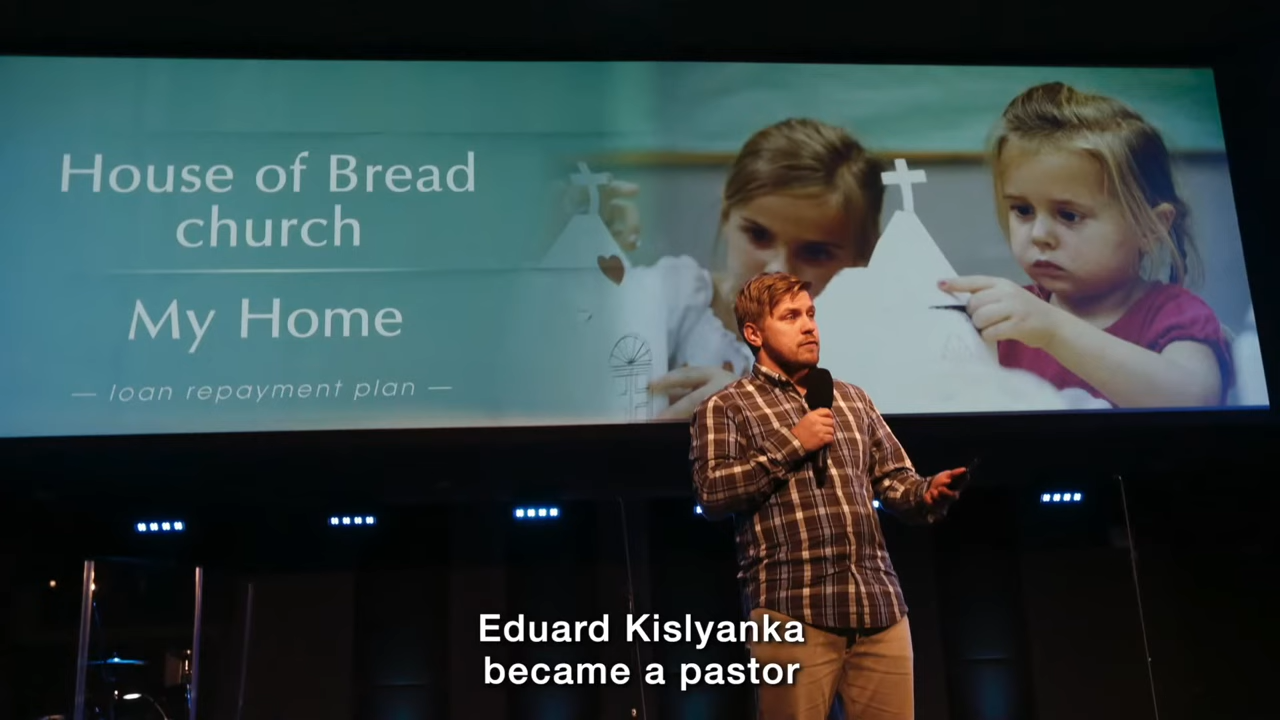 House of Bread
church
My Home
— loan repayment plan —
Eduard Kislyanka
became a pastor